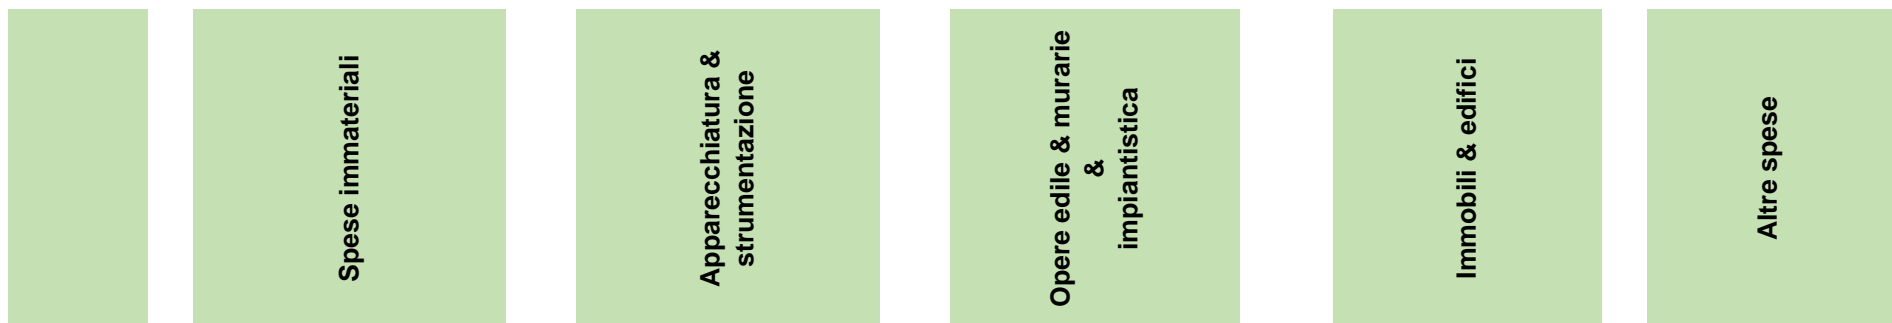 Spese immateriali
Apparecchiatura &
strumentazione
Opere edile & murarie
&
impiantistica
Immobili & edifici
Altre spese